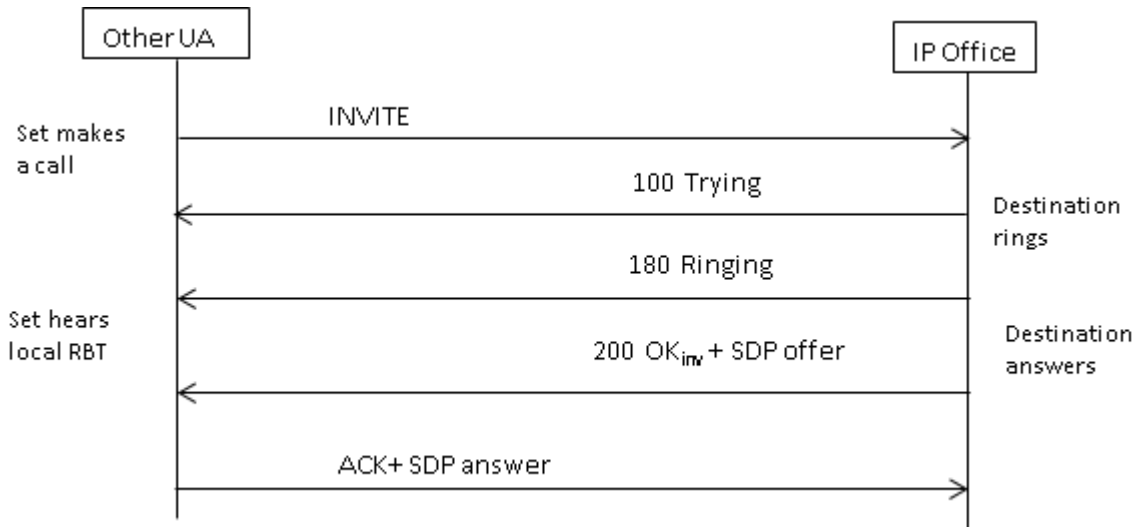 Other UA
IP Office
INVITE
Set makes
a call
100 Trying
Destination
rings
180 Ringing
Set hears
local RBT
200 OKinv + SDP offer
Destination
answers
ACK+ SDP answer